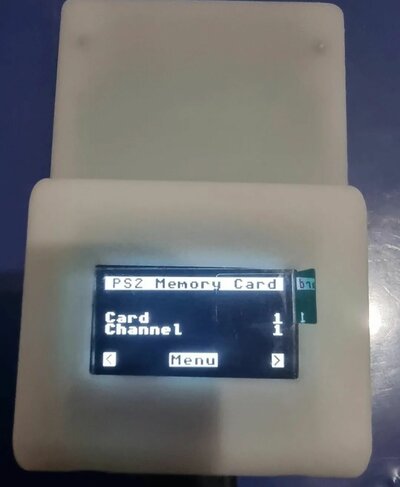 PS2 Memory Card
Card 1
Channel 1
< Menu >